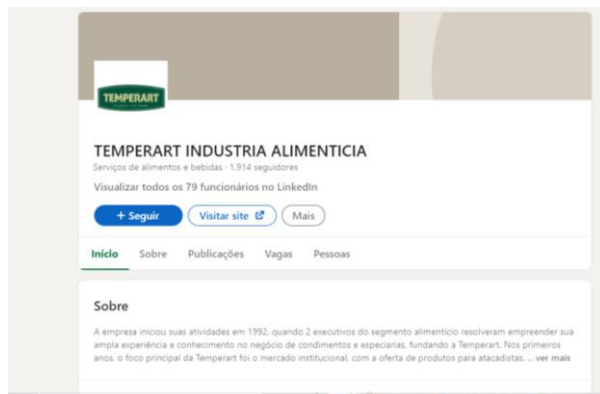 TEMPERART
TEMPERART INDUSTRIA ALIMENTICIA
Serviços de alimentos e bebidas · 1.914 seguidores
Visualizar todos os 79 funcionários no LinkedIn
+ Seguir Visitar site Mais
Início Sobre Publicações Vagas Pessoas
Sobre
A empresa iniciou suas atividades em 1992, quando 2 executivos do segmento alimentício resolveram empreender sua
ampla experiência e conhecimento no negócio de condimentos e especiarias, fundando a Temperart. Nos primeiros
anos, o foco principal da Temperart foi o mercado institucional, com a oferta de produtos para atacadistas, ... ver mais